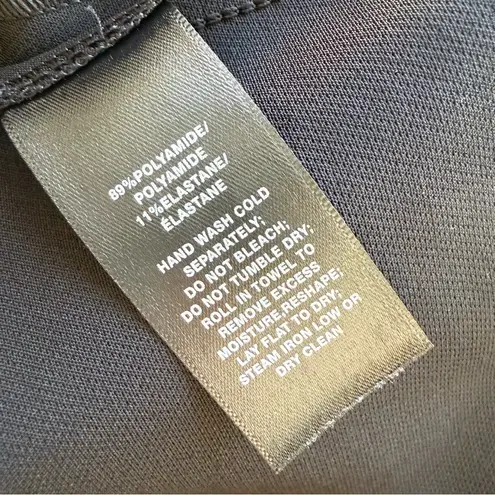 89%POLYAMIDE/
POLYAMIDE
11%ELASTANE/
ÉLASTANE
HAND WASH COLD
SEPARATELY;
DO NOT BLEACH;
DO NOT TUMBLE DRY;
ROLL IN TOWEL TO
REMOVE EXCESS
MOISTURE,RESHAPE;
LAY FLAT TO DRY;
STEAM IRON LOW OR
DRY CLEAN